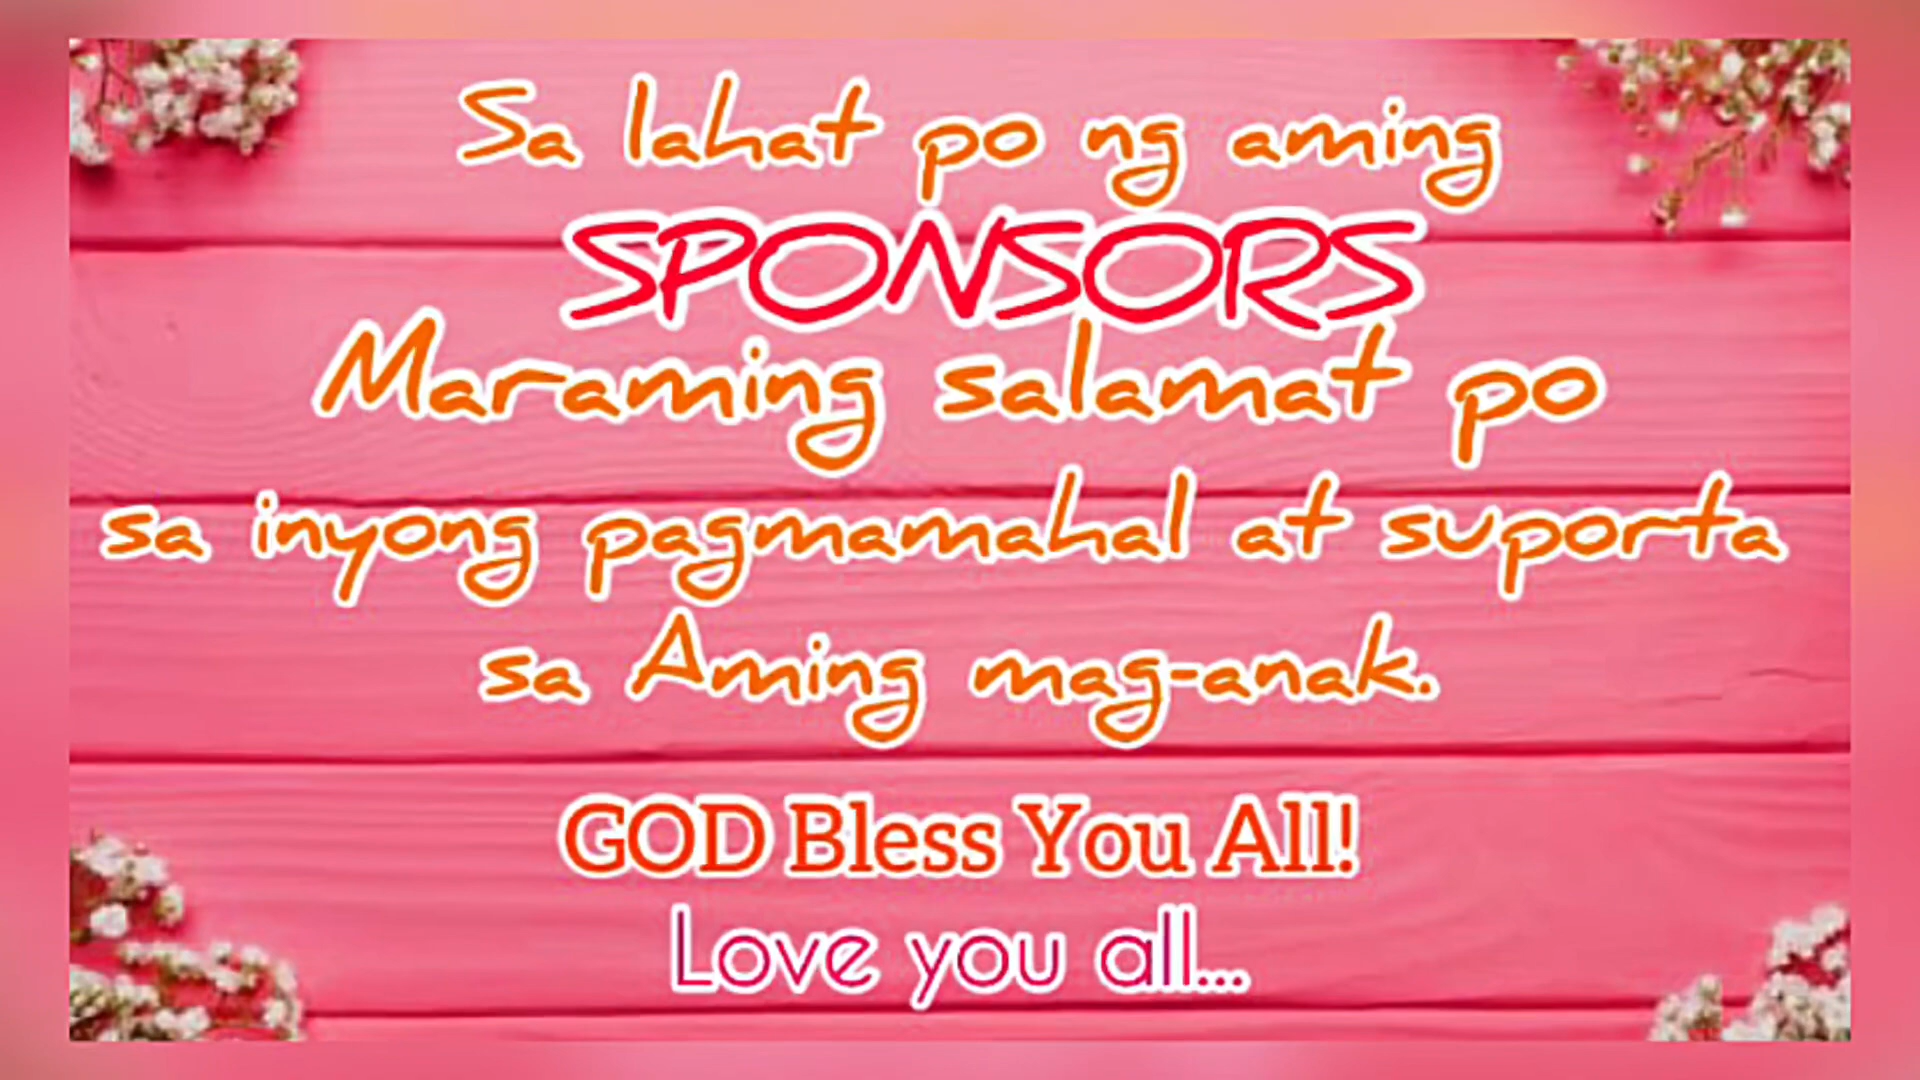 Sa lahat po ng aming
SPONSORS
Maraming salamat po
sa inyong pagmamahal at suporta
sa Aming mag-anak.
GOD Bless You All!
Love you all...